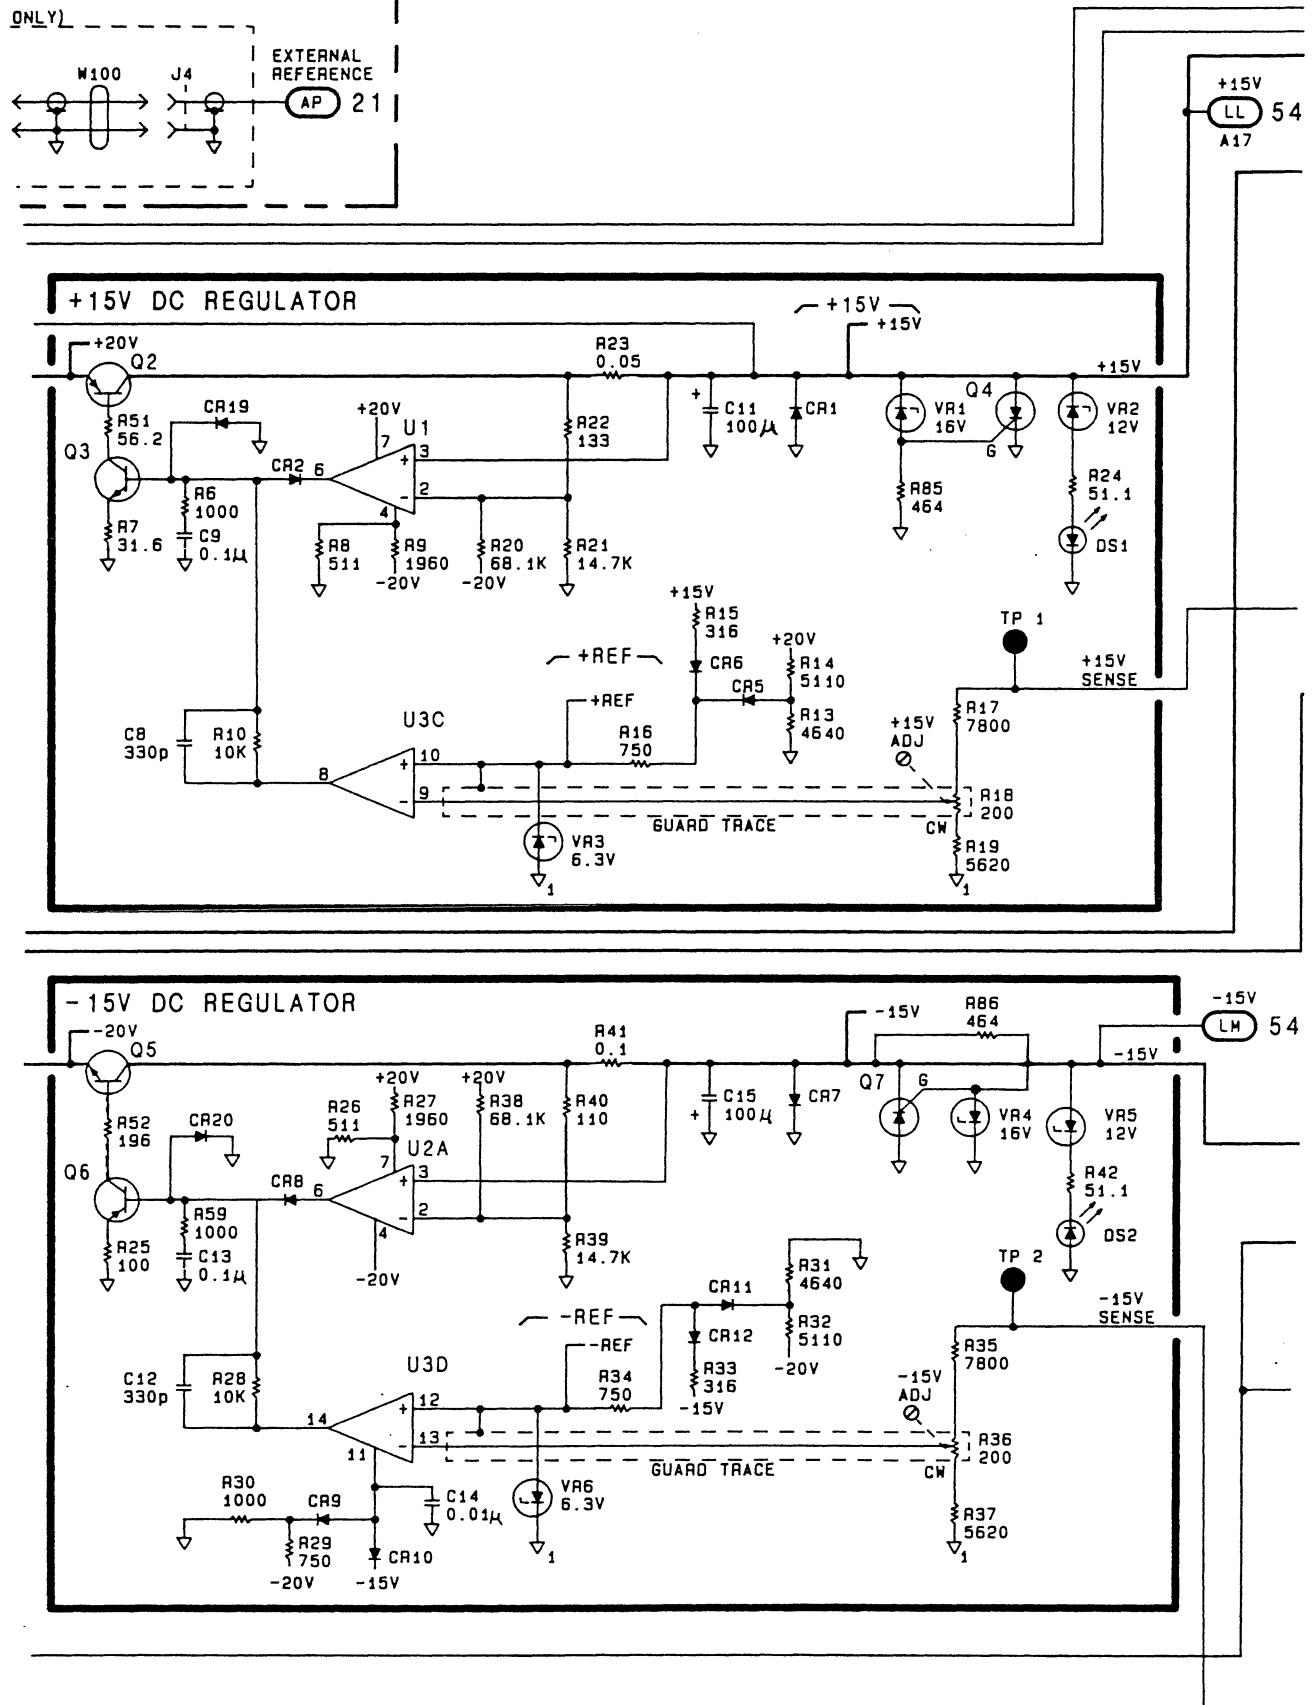 ONLY)
EXTERNAL
REFERENCE
W100
J4
AP 21
+15V
LL 54
A17
+15V DC REGULATOR
+15V
+15V
+20V
Q2
R23
0.05
+15V
R51
56.2
CR19
+20V
U1
7
3
+
R22
133
+
C11
100µ
CR1
VR1
16V
Q4
G
VR2
12V
Q3
CR2
6
2
-
4
R6
1000
R85
464
R24
51.1
R7
31.6
C9
0.1µ
R8
511
R9
1960
-20V
R20
68.1K
-20V
R21
14.7K
DS1
+15V
R15
316
TP 1
+REF
CR6
+20V
R14
5110
+15V
SENSE
+REF
CR5
R13
4640
R17
7800
C8
330p
R10
10K
U3C
R16
750
+15V
ADJ
10
+
8
9
-
R18
200
GUARD TRACE
CW
VR3
6.3V
1
R19
5620
1
-15V DC REGULATOR
-15V
LM 54
-20V
Q5
R41
0.1
-15V
R86
464
-15V
R52
196
CR20
R26
511
+20V
R27
1960
+20V
R38
68.1K
R40
110
+
C15
100µ
CR7
Q7
G
VR4
16V
VR5
12V
U2A
7
3
+
Q6
CR8
6
2
-
4
R59
1000
R42
51.1
R25
100
C13
0.1µ
-20V
R39
14.7K
DS2
R31
4640
TP 2
CR11
-15V
SENSE
-REF
-REF
CR12
R32
5110
-20V
R35
7800
C12
330p
R28
10K
U3D
R34
750
R33
316
-15V
-15V
ADJ
12
+
14
13
-
11
R36
200
GUARD TRACE
CW
R30
1000
CR9
C14
0.01µ
VR6
6.3V
R37
5620
R29
750
-20V
CR10
-15V
1
1